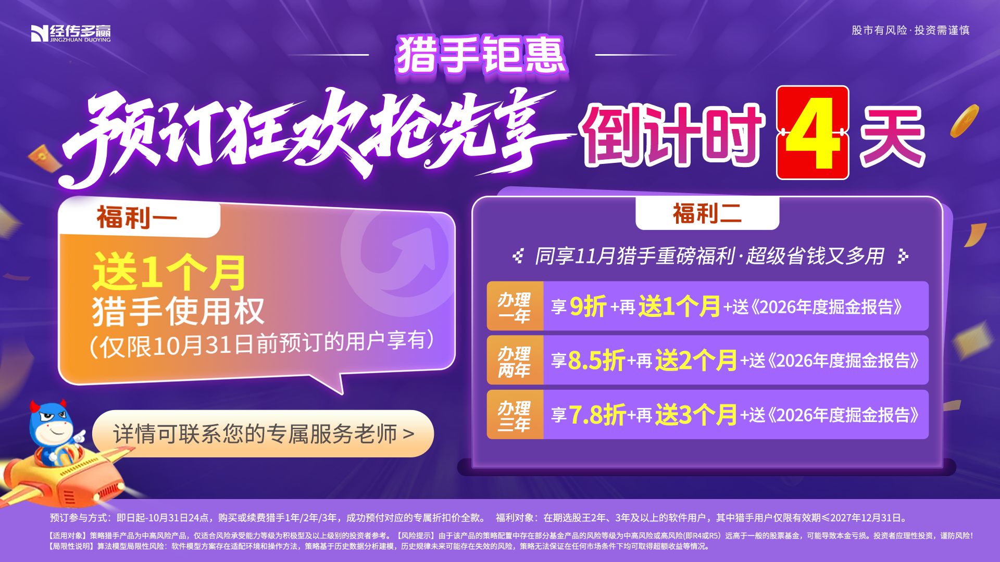 经传多赢
JINGZHUAN DUOYING
股市有风险·投资需谨慎
猎手钜惠
预订狂欢抢先享 倒计时4天
福利一
送1个月
猎手使用权
（仅限10月31日前预订的用户享有）
详情可联系您的专属服务老师 >
福利二
同享11月猎手重磅福利·超级省钱又多用
办理一年
享9折+再送1个月+送《2026年度掘金报告》
办理两年
享8.5折+再送2个月+送《2026年度掘金报告》
办理三年
享7.8折+再送3个月+送《2026年度掘金报告》
预订参与方式：即日起-10月31日24点，购买或续费猎手1年/2年/3年，成功预付对应的专属折扣价全款。 福利对象：在期选股王2年、3年及以上的软件用户，其中猎手用户仅限有效期≤2027年12月31日。
【适用对象】策略猎手产品为中高风险产品，仅适合风险承受能力等级为积极型及以上级别的投资者参考。【风险提示】由于该产品的策略配置中存在部分基金产品的风险等级为中高风险或高风险(即R4或R5）远高于一般的股票基金，可能导致本金亏损。投资者应理性投资，谨防风险！
【局限性说明】算法模型局限性风险：软件模型方案存在适配环境和操作方法，策略基于历史数据分析建模，历史规律未来可能存在失效的风险，策略无法保证在任何市场条件下均可取得超额收益等情况。